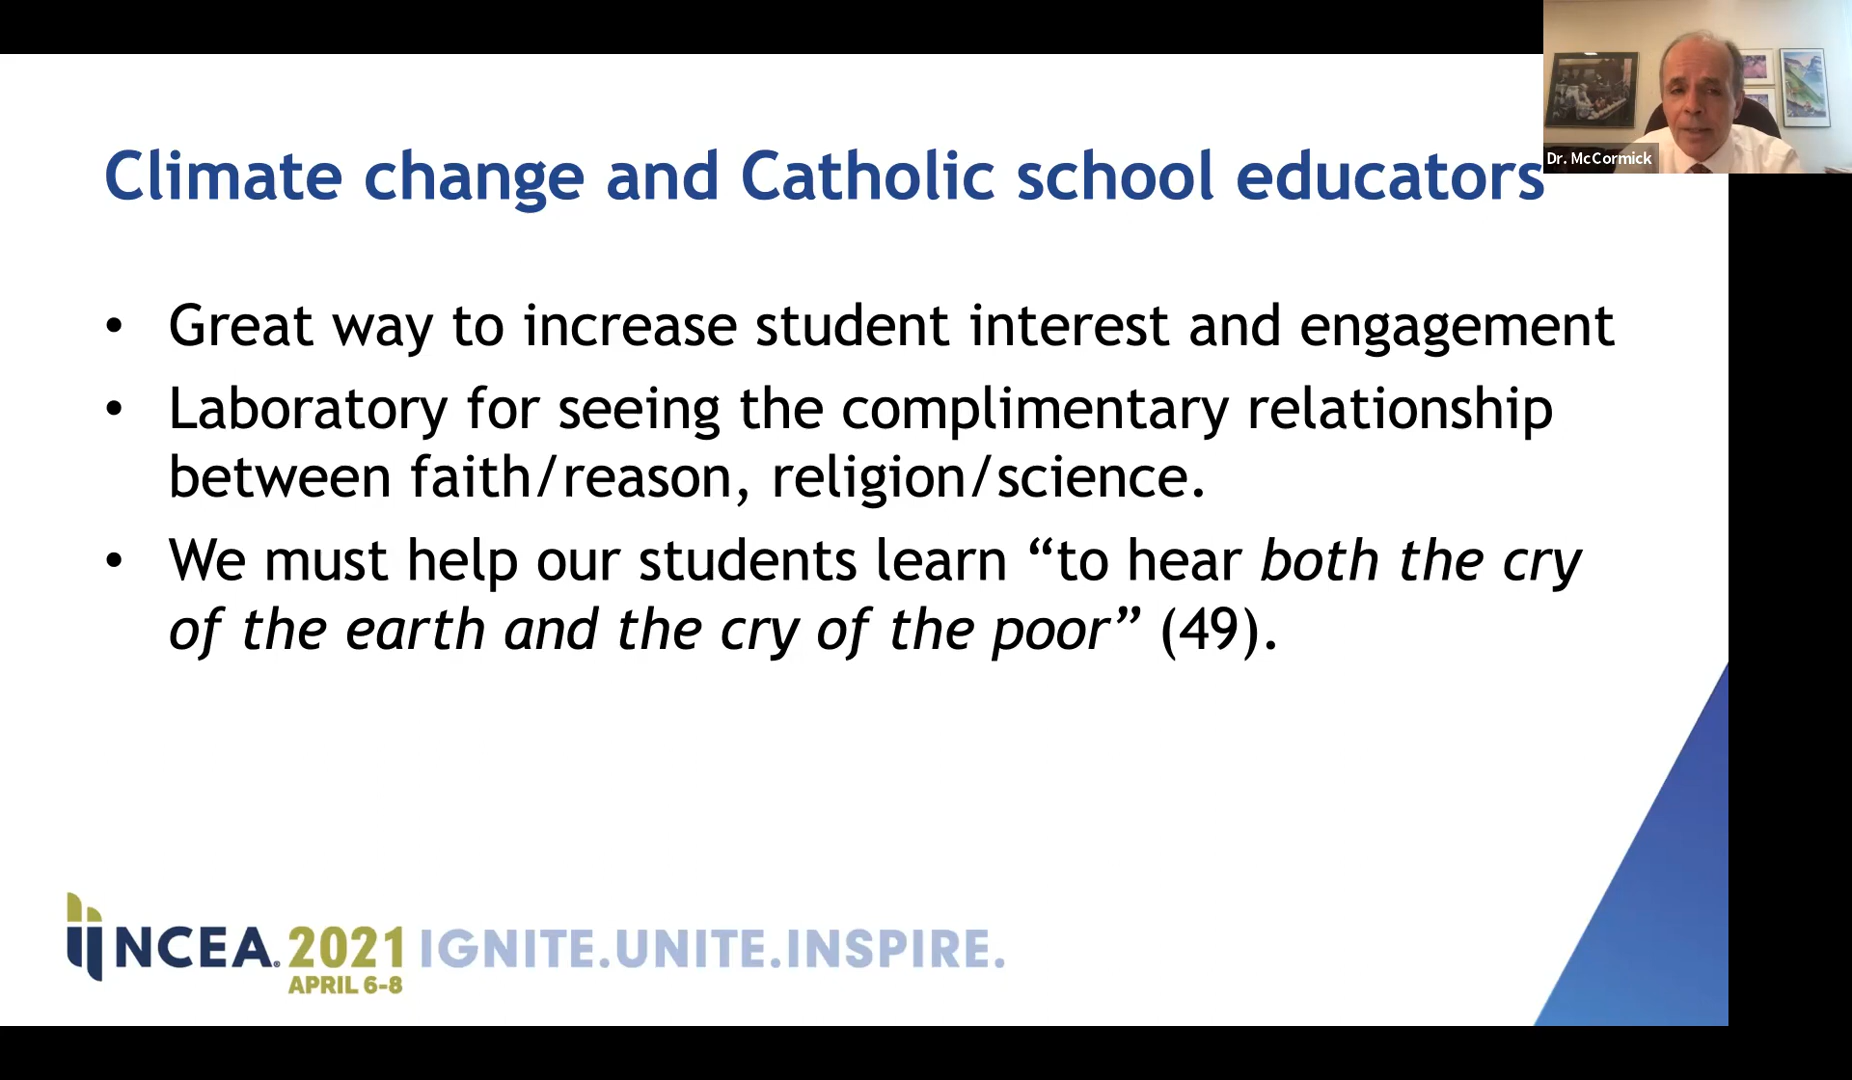 Dr. McCormick
Climate change and Catholic school educators
• Great way to increase student interest and engagement
• Laboratory for seeing the complimentary relationship
between faith/reason, religion/science.
• We must help our students learn “to hear both the cry
of the earth and the cry of the poor” (49).
NCEA® 2021 IGNITE.UNITE.INSPIRE.
APRIL 6-8